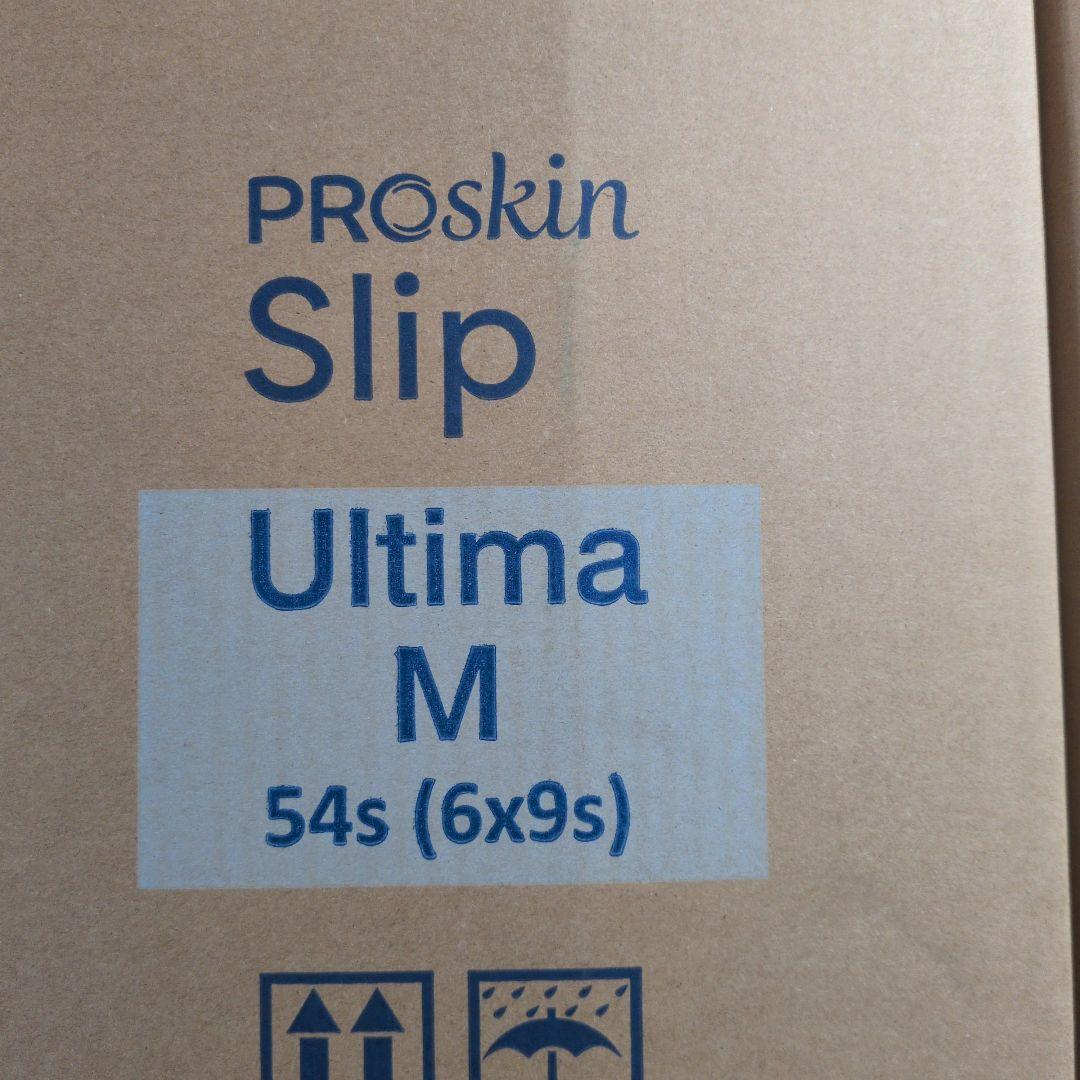 PROskin
Slip
Ultima
M
54s (6x9s)